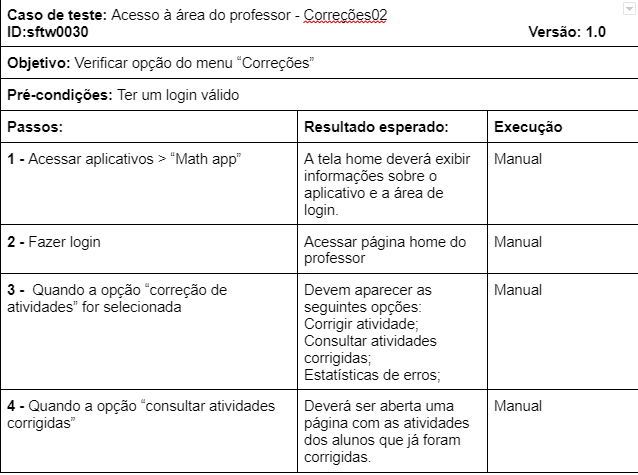 Caso de teste: Acesso à área do professor - Correções02
ID:sftw0030 Versão: 1.0
Objetivo: Verificar opção do menu “Correções”
Pré-condições: Ter um login válido
Passos: Resultado esperado: Execução
1 - Acessar aplicativos > “Math app”
A tela home deverá exibir
informações sobre o
aplicativo e a área de
login.
Manual
2 - Fazer login
Acessar página home do
professor
Manual
3 -  Quando a opção “correção de
atividades” for selecionada
Devem aparecer as
seguintes opções:
Corrigir atividade;
Consultar atividades
corrigidas;
Estatísticas de erros;
Manual
4 - Quando a opção “consultar atividades
corrigidas”
Deverá ser aberta uma
página com as atividades
dos alunos que já foram
corrigidas.
Manual